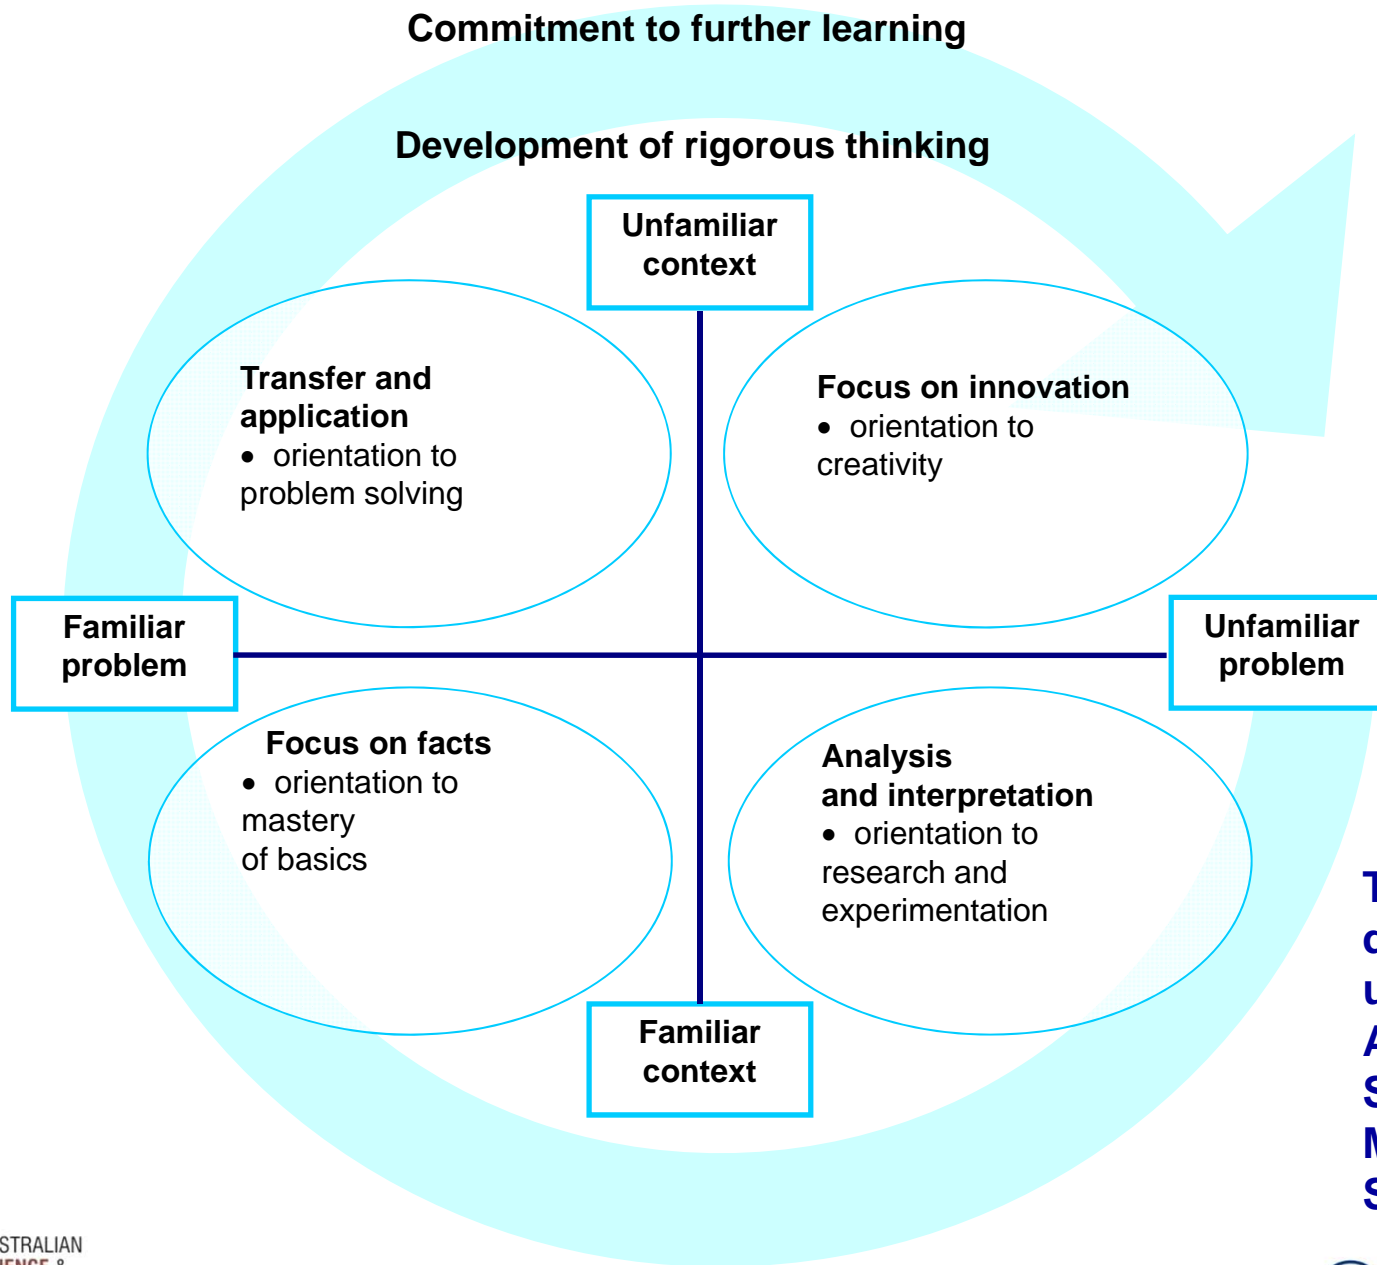 Commitment to further learning
Development of rigorous thinking
Unfamiliar
context
Transfer and
application
• orientation to
problem solving
Focus on innovation
• orientation to
creativity
Familiar
problem
Unfamiliar
problem
Focus on facts
• orientation to
mastery
of basics
Analysis
and interpretation
• orientation to
research and
experimentation
Familiar
context